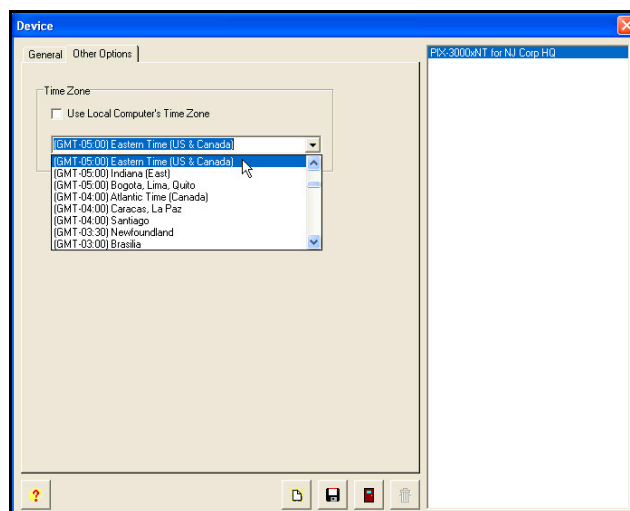 Device
General
Other Options
PIX-3000xNT for NJ Corp HQ
Time Zone
Use Local Computer's Time Zone
(GMT-05:00) Eastern Time (US & Canada)
(GMT-05:00) Eastern Time (US & Canada)
(GMT-05:00) Indiana (East)
(GMT-05:00) Bogota, Lima, Quito
(GMT-04:00) Atlantic Time (Canada)
(GMT-04:00) Caracas, La Paz
(GMT-04:00) Santiago
(GMT-03:30) Newfoundland
(GMT-03:00) Brasilia
?